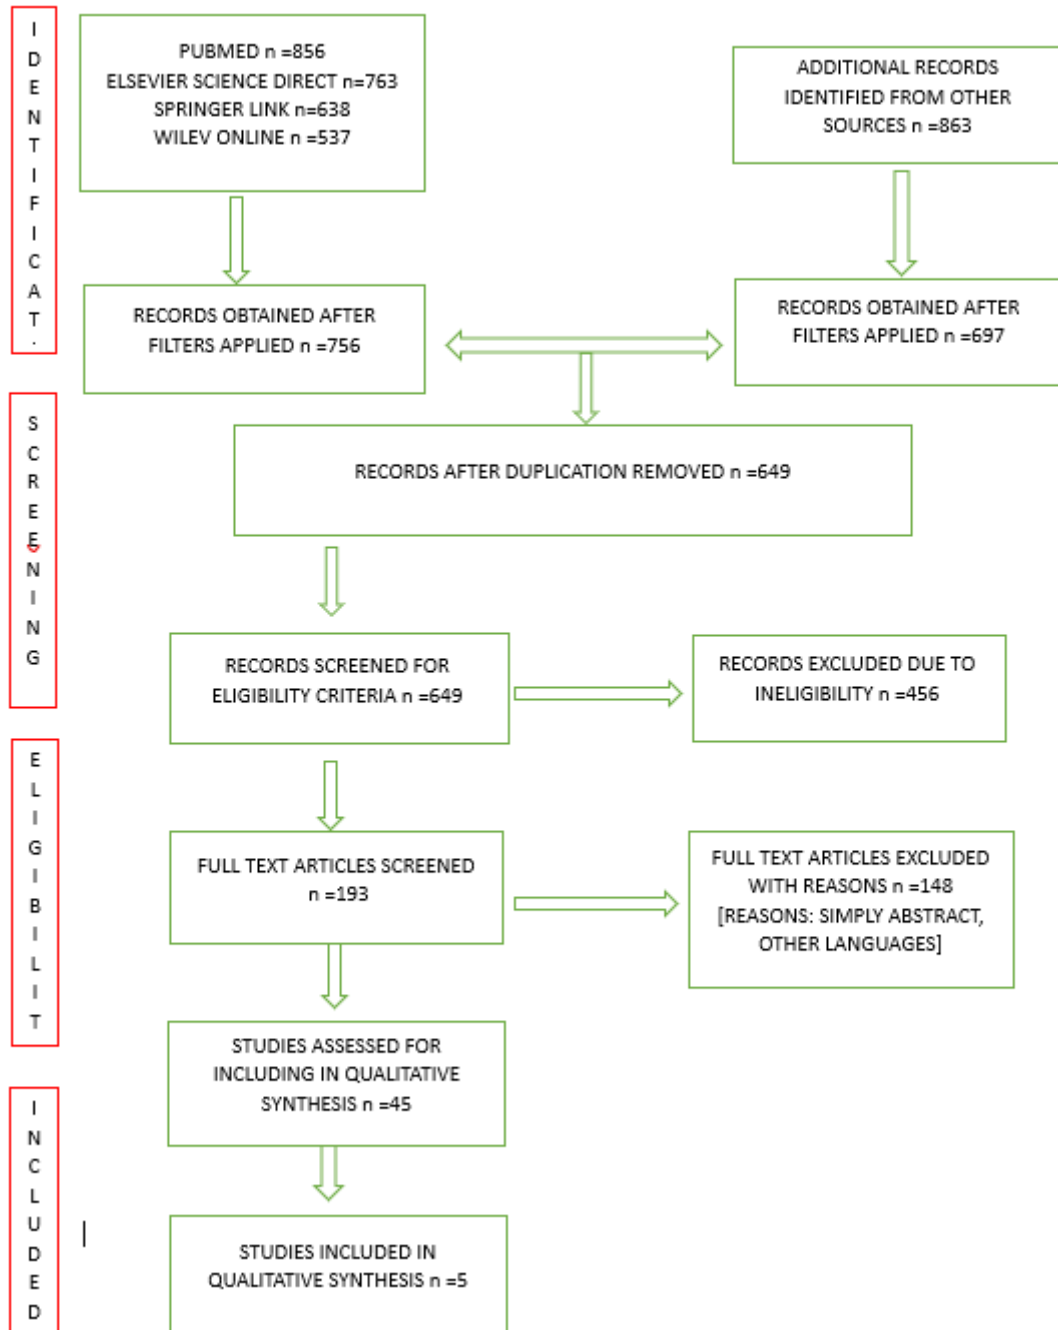 IDENTIFICAT.
PUBMED n =856
ELSEVIER SCIENCE DIRECT n=763
SPRINGER LINK n=638
WILEV ONLINE n =537
ADDITIONAL RECORDS
IDENTIFIED FROM OTHER
SOURCES n =863
RECORDS OBTAINED AFTER
FILTERS APPLIED n =756
RECORDS OBTAINED AFTER
FILTERS APPLIED n =697
SCREENING
RECORDS AFTER DUPLICATION REMOVED n =649
RECORDS SCREENED FOR
ELIGIBILITY CRITERIA n =649
RECORDS EXCLUDED DUE TO
INELIGIBILITY n =456
ELIGIBILIT
FULL TEXT ARTICLES SCREENED
n =193
FULL TEXT ARTICLES EXCLUDED
WITH REASONS n =148
[REASONS: SIMPLY ABSTRACT,
OTHER LANGUAGES]
STUDIES ASSESSED FOR
INCLUDING IN QUALITATIVE
SYNTHESIS n =45
INCLUDED
STUDIES INCLUDED IN
QUALITATIVE SYNTHESIS n =5